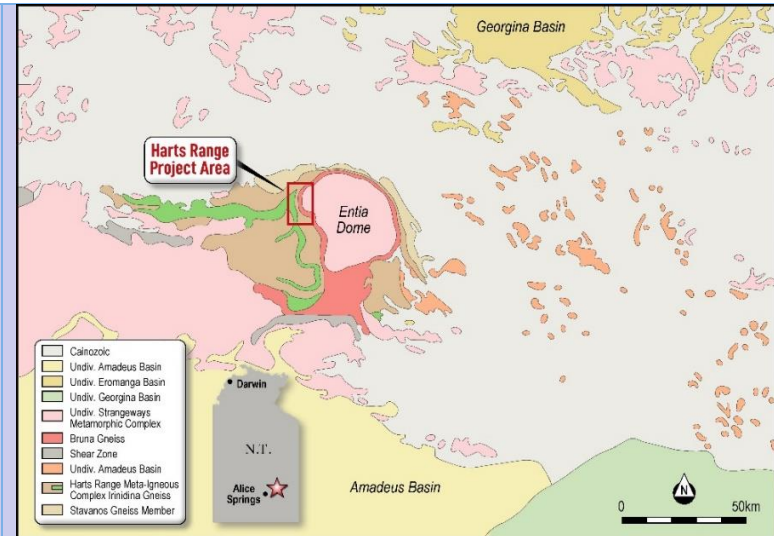 Georgina Basin
Harts Range
Project Area
Entia
Dome
Cainozoic
Undiv. Amadeus Basin
Undiv. Eromanga Basin
Undiv. Georgina Basin
Undiv. Strangeways
Metamorphic Complex
Bruna Gneiss
Shear Zone
Undiv. Amadeus Basin
Harts Range Meta-Igneous
Complex Irinidina Gneiss
Stavanos Gneiss Member
Darwin
N.T.
Alice
Springs
Amadeus Basin
N
0 50km